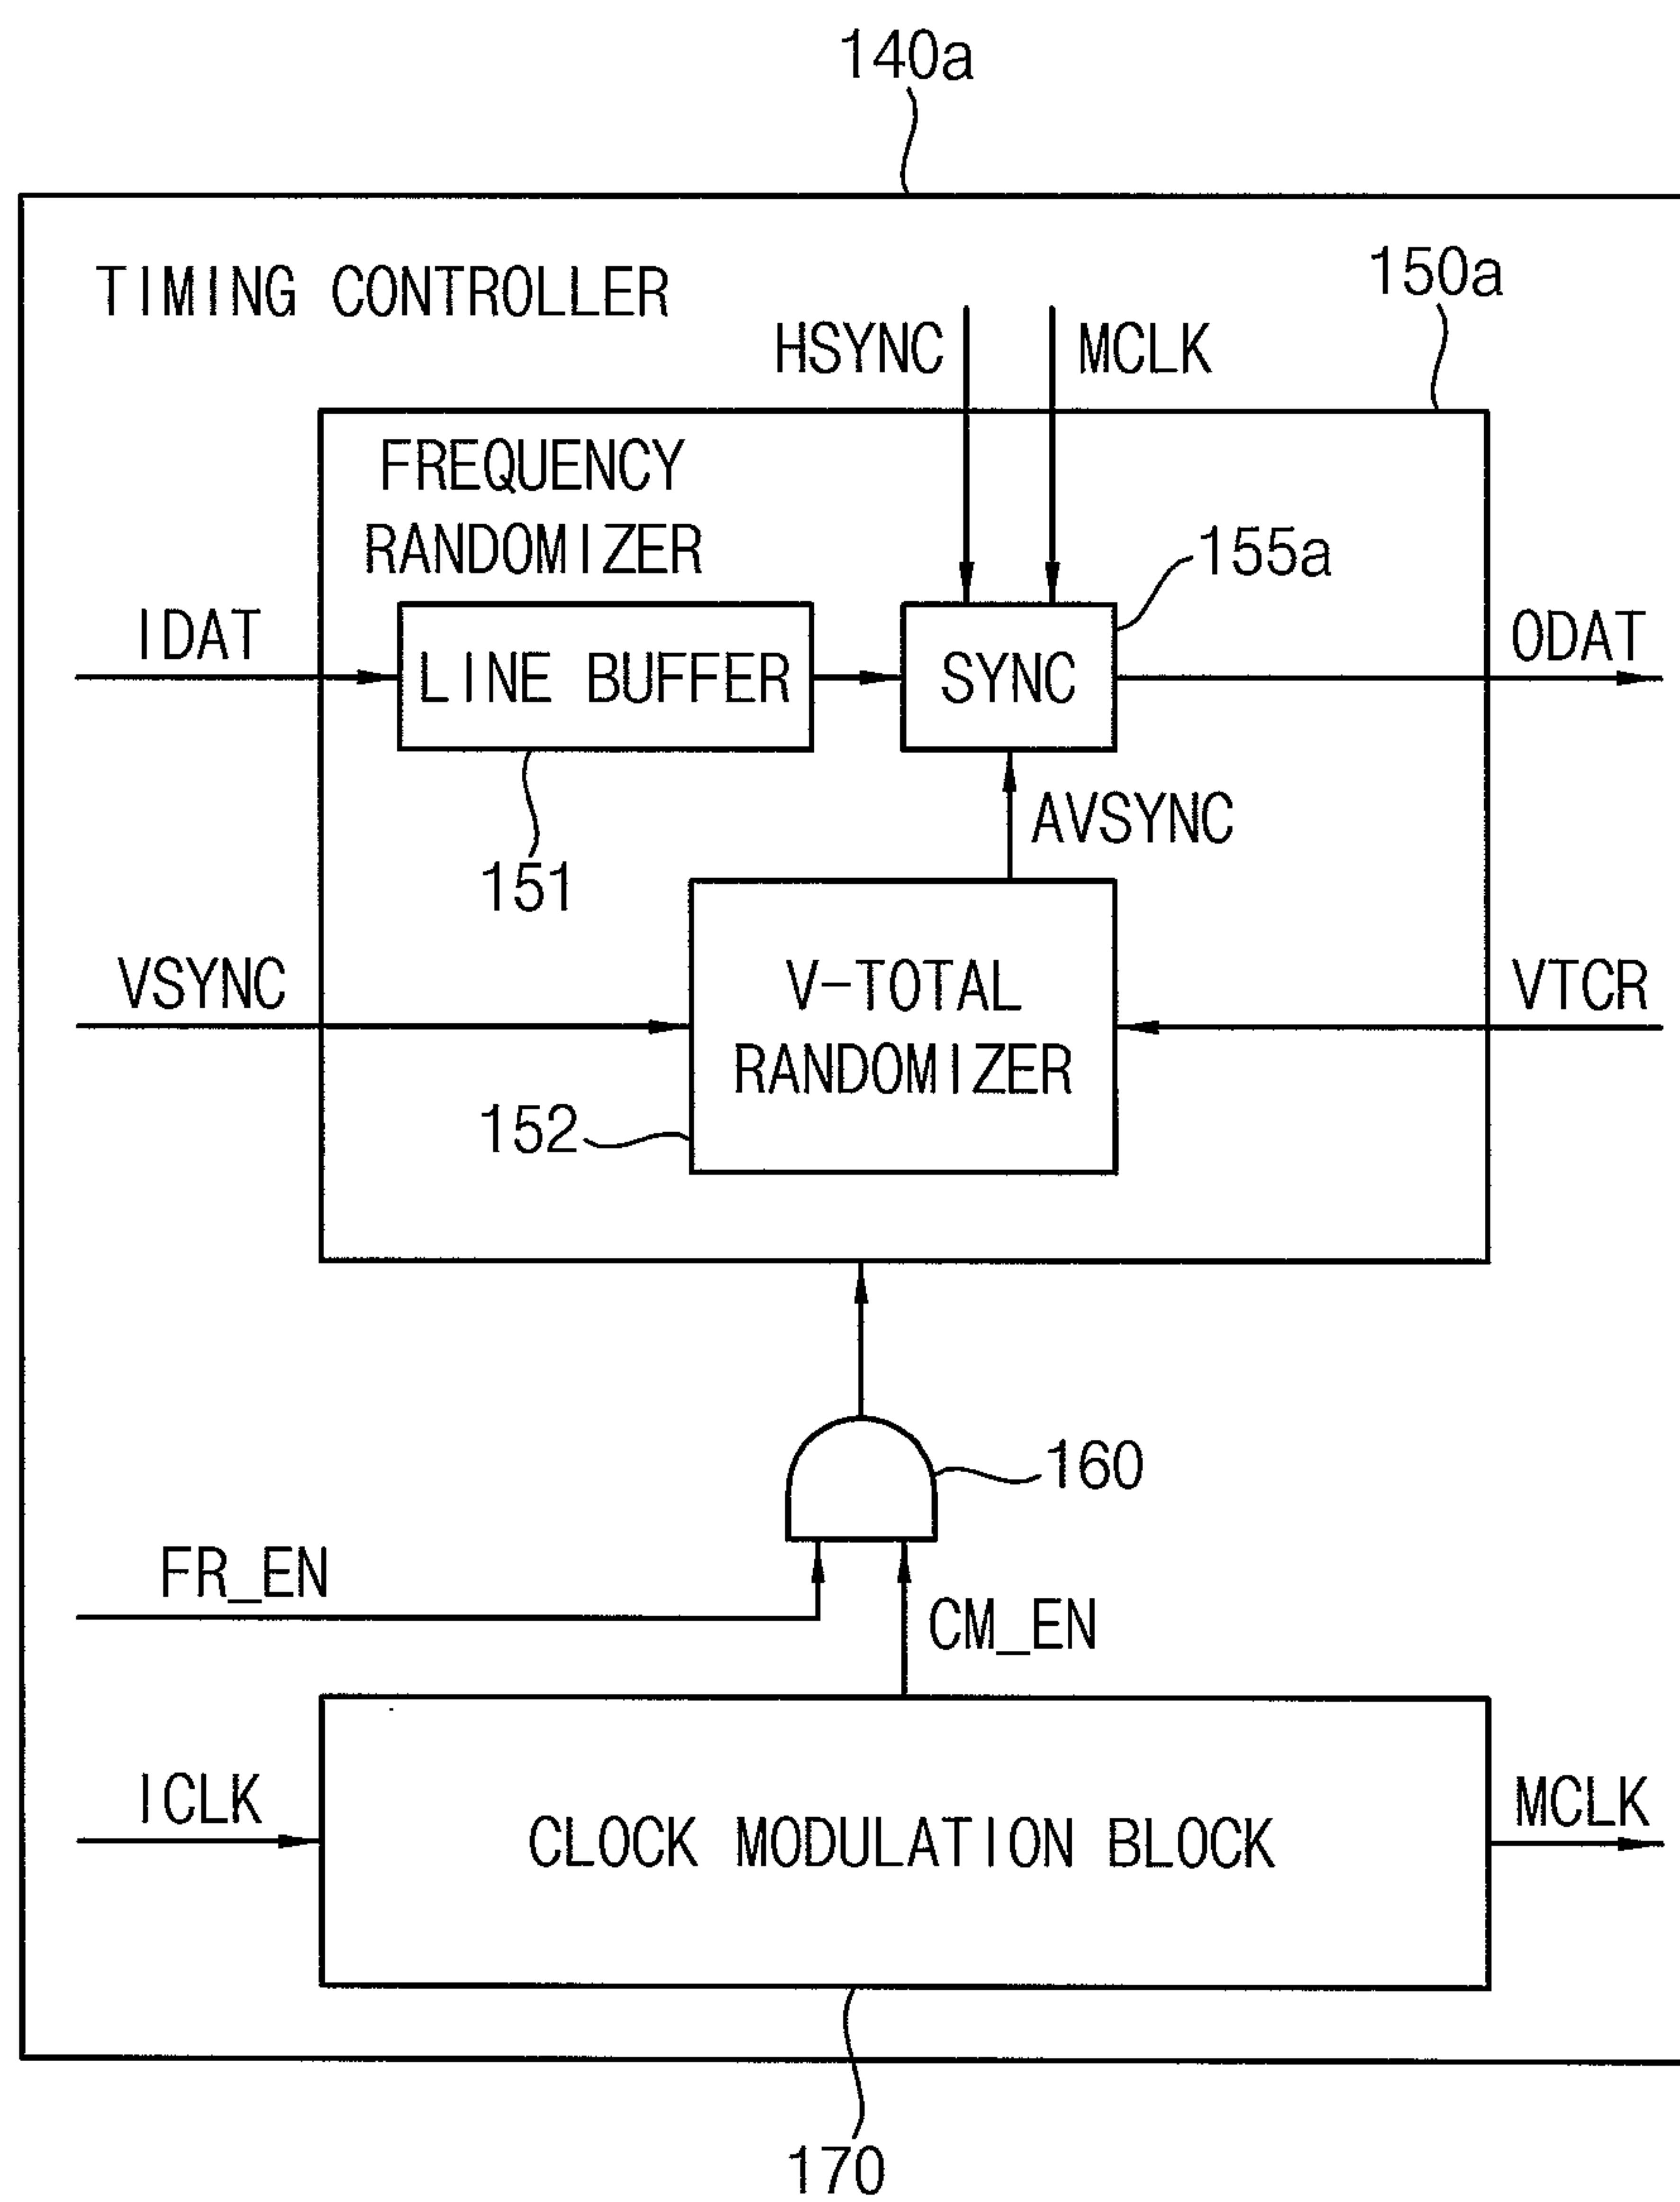 140a
TIMING CONTROLLER
150a
HSYNC
MCLK
FREQUENCY
RANDOMIZER
155a
IDAT
LINE BUFFER
SYNC
ODAT
AVSYNC
151
VSYNC
V-TOTAL
RANDOMIZER
VTCR
152
160
FR_EN
CM_EN
ICLK
CLOCK MODULATION BLOCK
MCLK
170